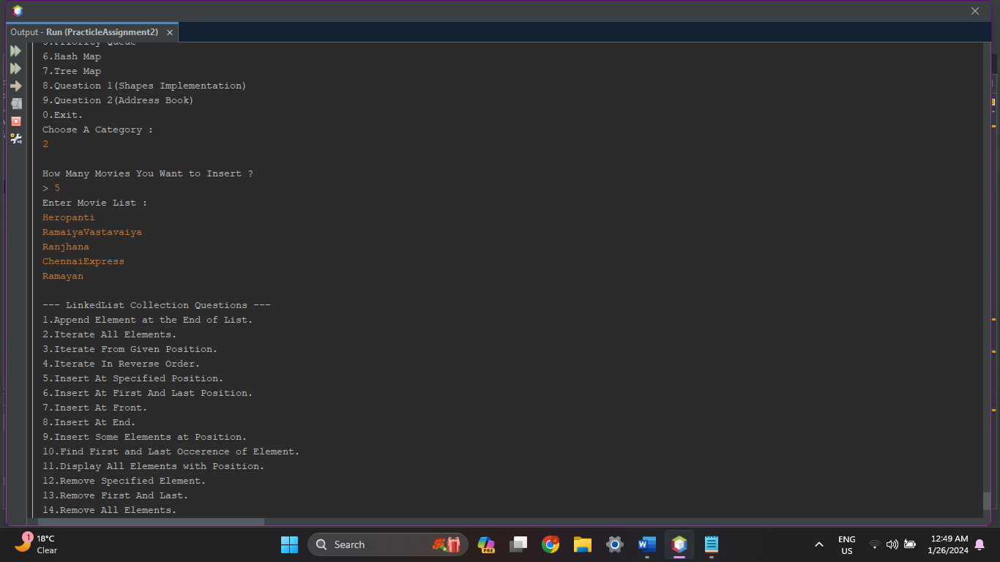 Output - Run (PracticleAssignment2)
5.Priority Queue
6.Hash Map
7.Tree Map
8.Question 1(Shapes Implementation)
9.Question 2(Address Book)
0.Exit.
Choose A Category :
2
How Many Movies You Want to Insert ?
> 5
Enter Movie List :
Heropanti
RamaiyaVastavaiya
Ranjhana
ChennaiExpress
Ramayan
--- LinkedList Collection Questions ---
1.Append Element at the End of List.
2.Iterate All Elements.
3.Iterate From Given Position.
4.Iterate In Reverse Order.
5.Insert At Specified Position.
6.Insert At First And Last Position.
7.Insert At Front.
8.Insert At End.
9.Insert Some Elements at Position.
10.Find First and Last Occerence of Element.
11.Display All Elements with Position.
12.Remove Specified Element.
13.Remove First And Last.
14.Remove All Elements.
1
18°C
Clear
Search
PRE
ENG
US
12:49 AM
1/26/2024